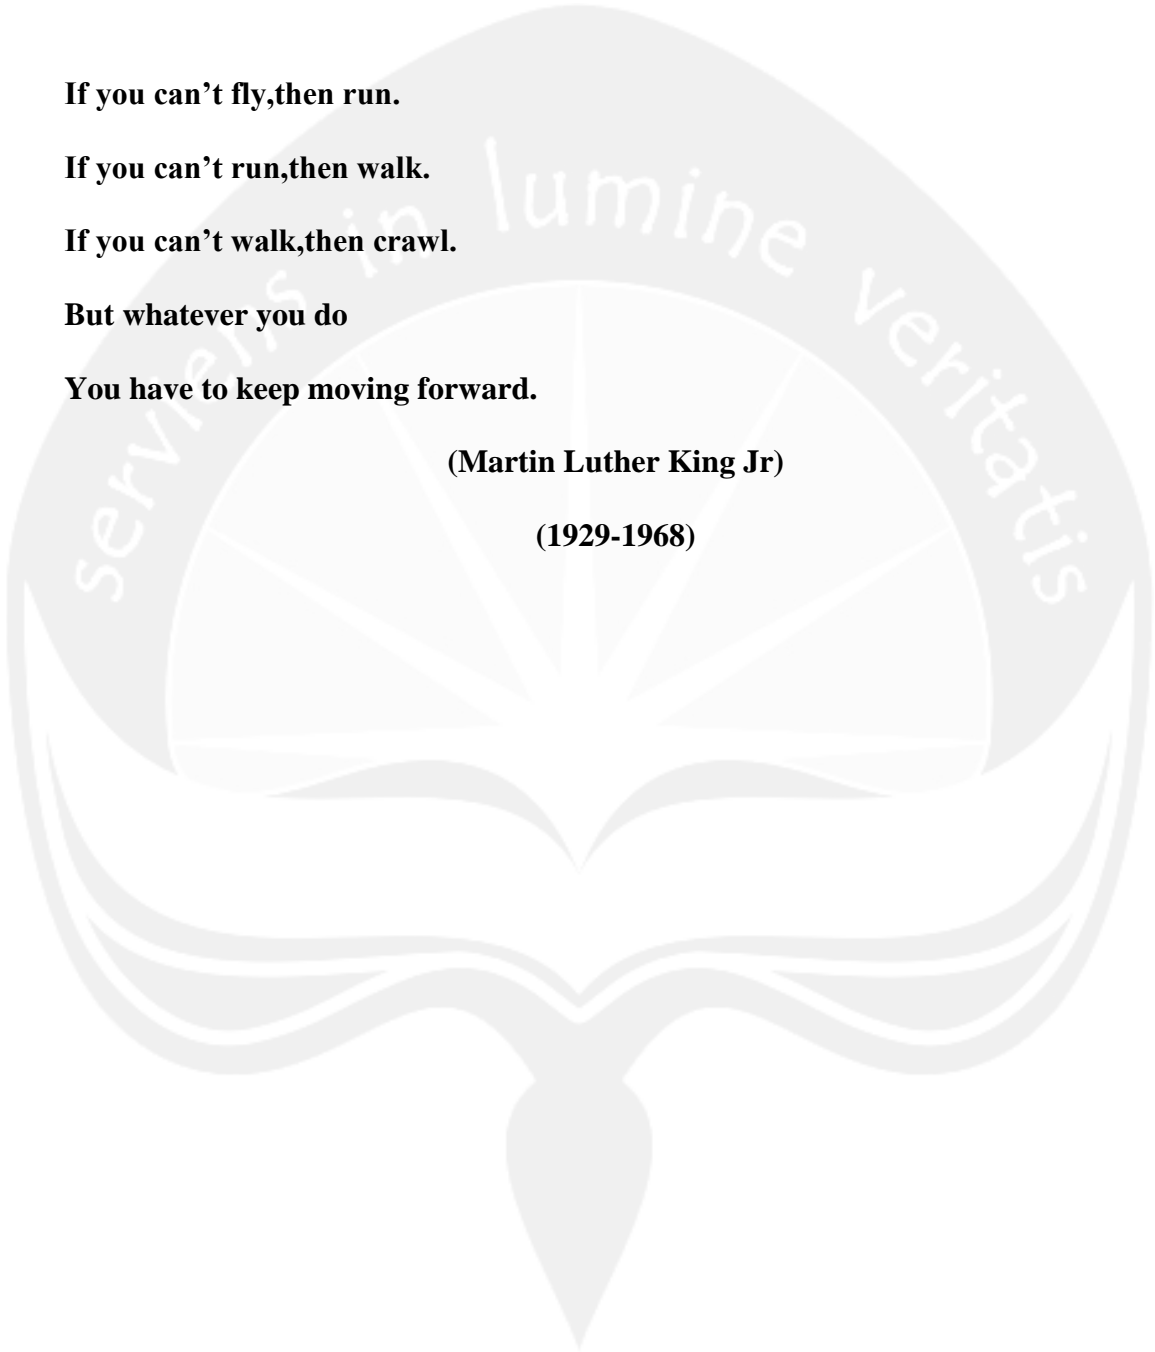 If you can’t fly,then run.
If you can’t run,then walk.
If you can’t walk,then crawl.
But whatever you do
You have to keep moving forward.
(Martin Luther King Jr)
(1929-1968)
serviens in lumine veritatis